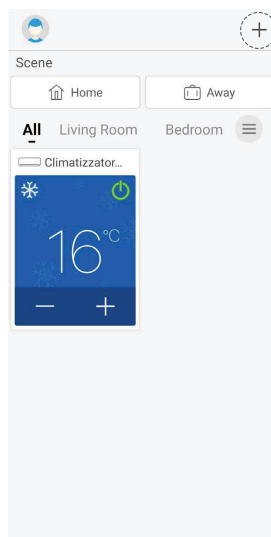 +
Scene
Home Away
All Living Room Bedroom
Climatizzator...
16°C
− +